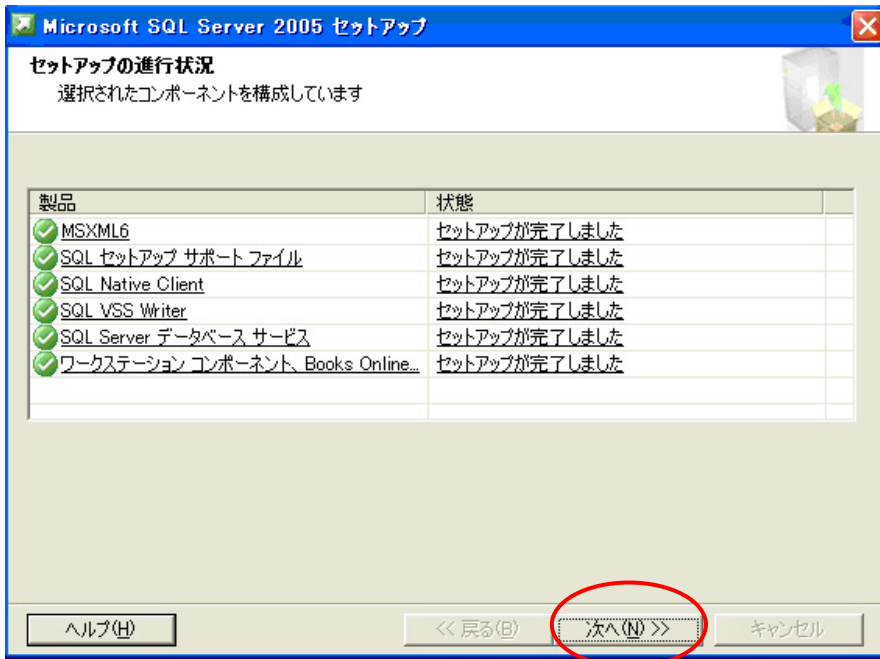 Microsoft SQL Server 2005 セットアップ
セットアップの進行状況
選択されたコンポーネントを構成しています
製品 状態
MSXML6 セットアップが完了しました
SQL セットアップ サポート ファイル セットアップが完了しました
SQL Native Client セットアップが完了しました
SQL VSS Writer セットアップが完了しました
SQL Server データベース サービス セットアップが完了しました
ワークステーション コンポーネント、Books Online... セットアップが完了しました
ヘルプ(H) << 戻る(B) 次へ(N) >> キャンセル